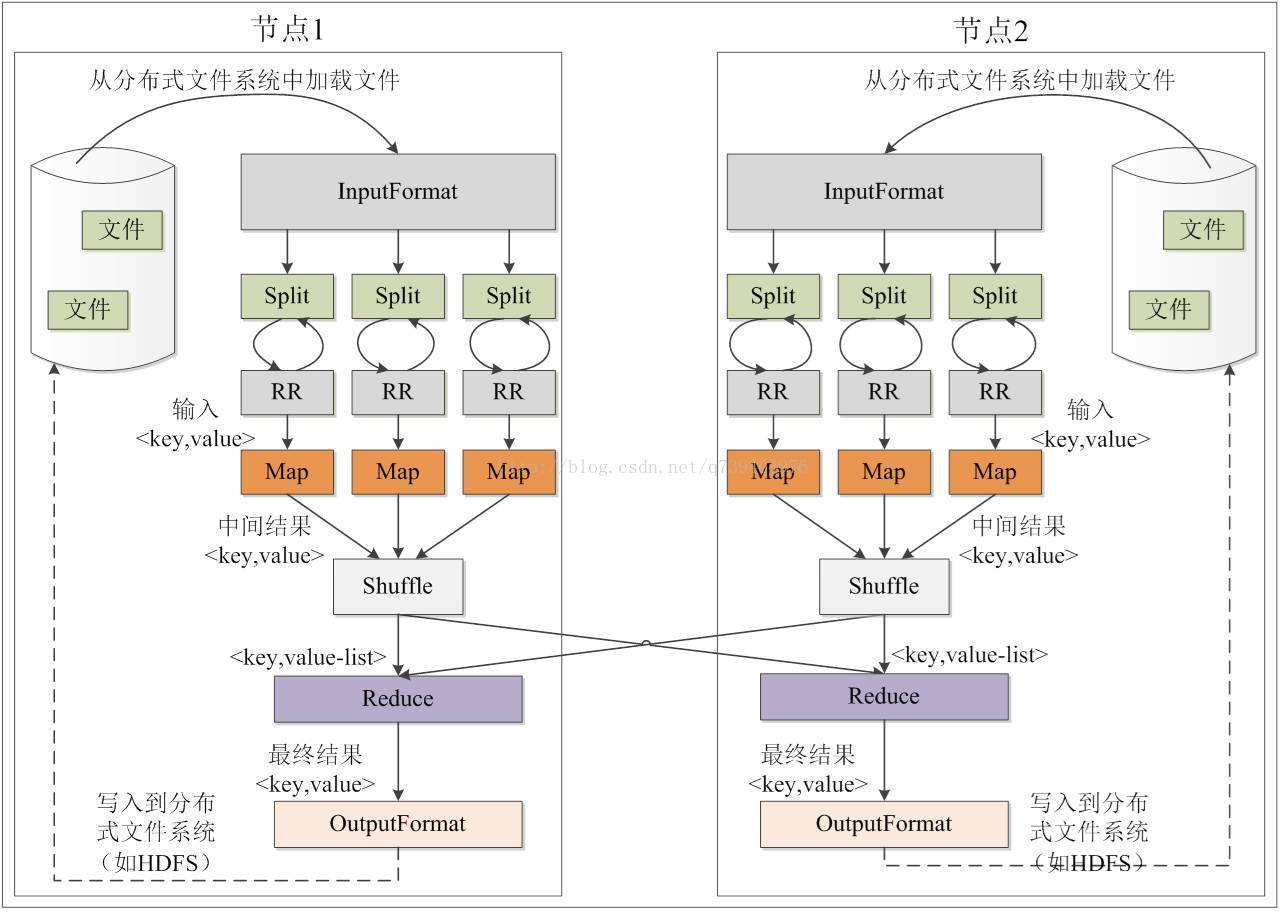 节点1
从分布式文件系统中加载文件
InputFormat
文件
文件
Split Split Split
RR RR RR
输入
<key,value>
Map Map Map
中间结果
<key,value>
Shuffle
<key,value-list>
Reduce
最终结果
<key,value>
写入到分布
式文件系统
（如HDFS）
OutputFormat
节点2
从分布式文件系统中加载文件
InputFormat
文件
文件
Split Split Split
RR RR RR
输入
<key,value>
Map Map Map
中间结果
<key,value>
Shuffle
<key,value-list>
Reduce
最终结果
<key,value>
写入到分布
式文件系统
（如HDFS）
OutputFormat